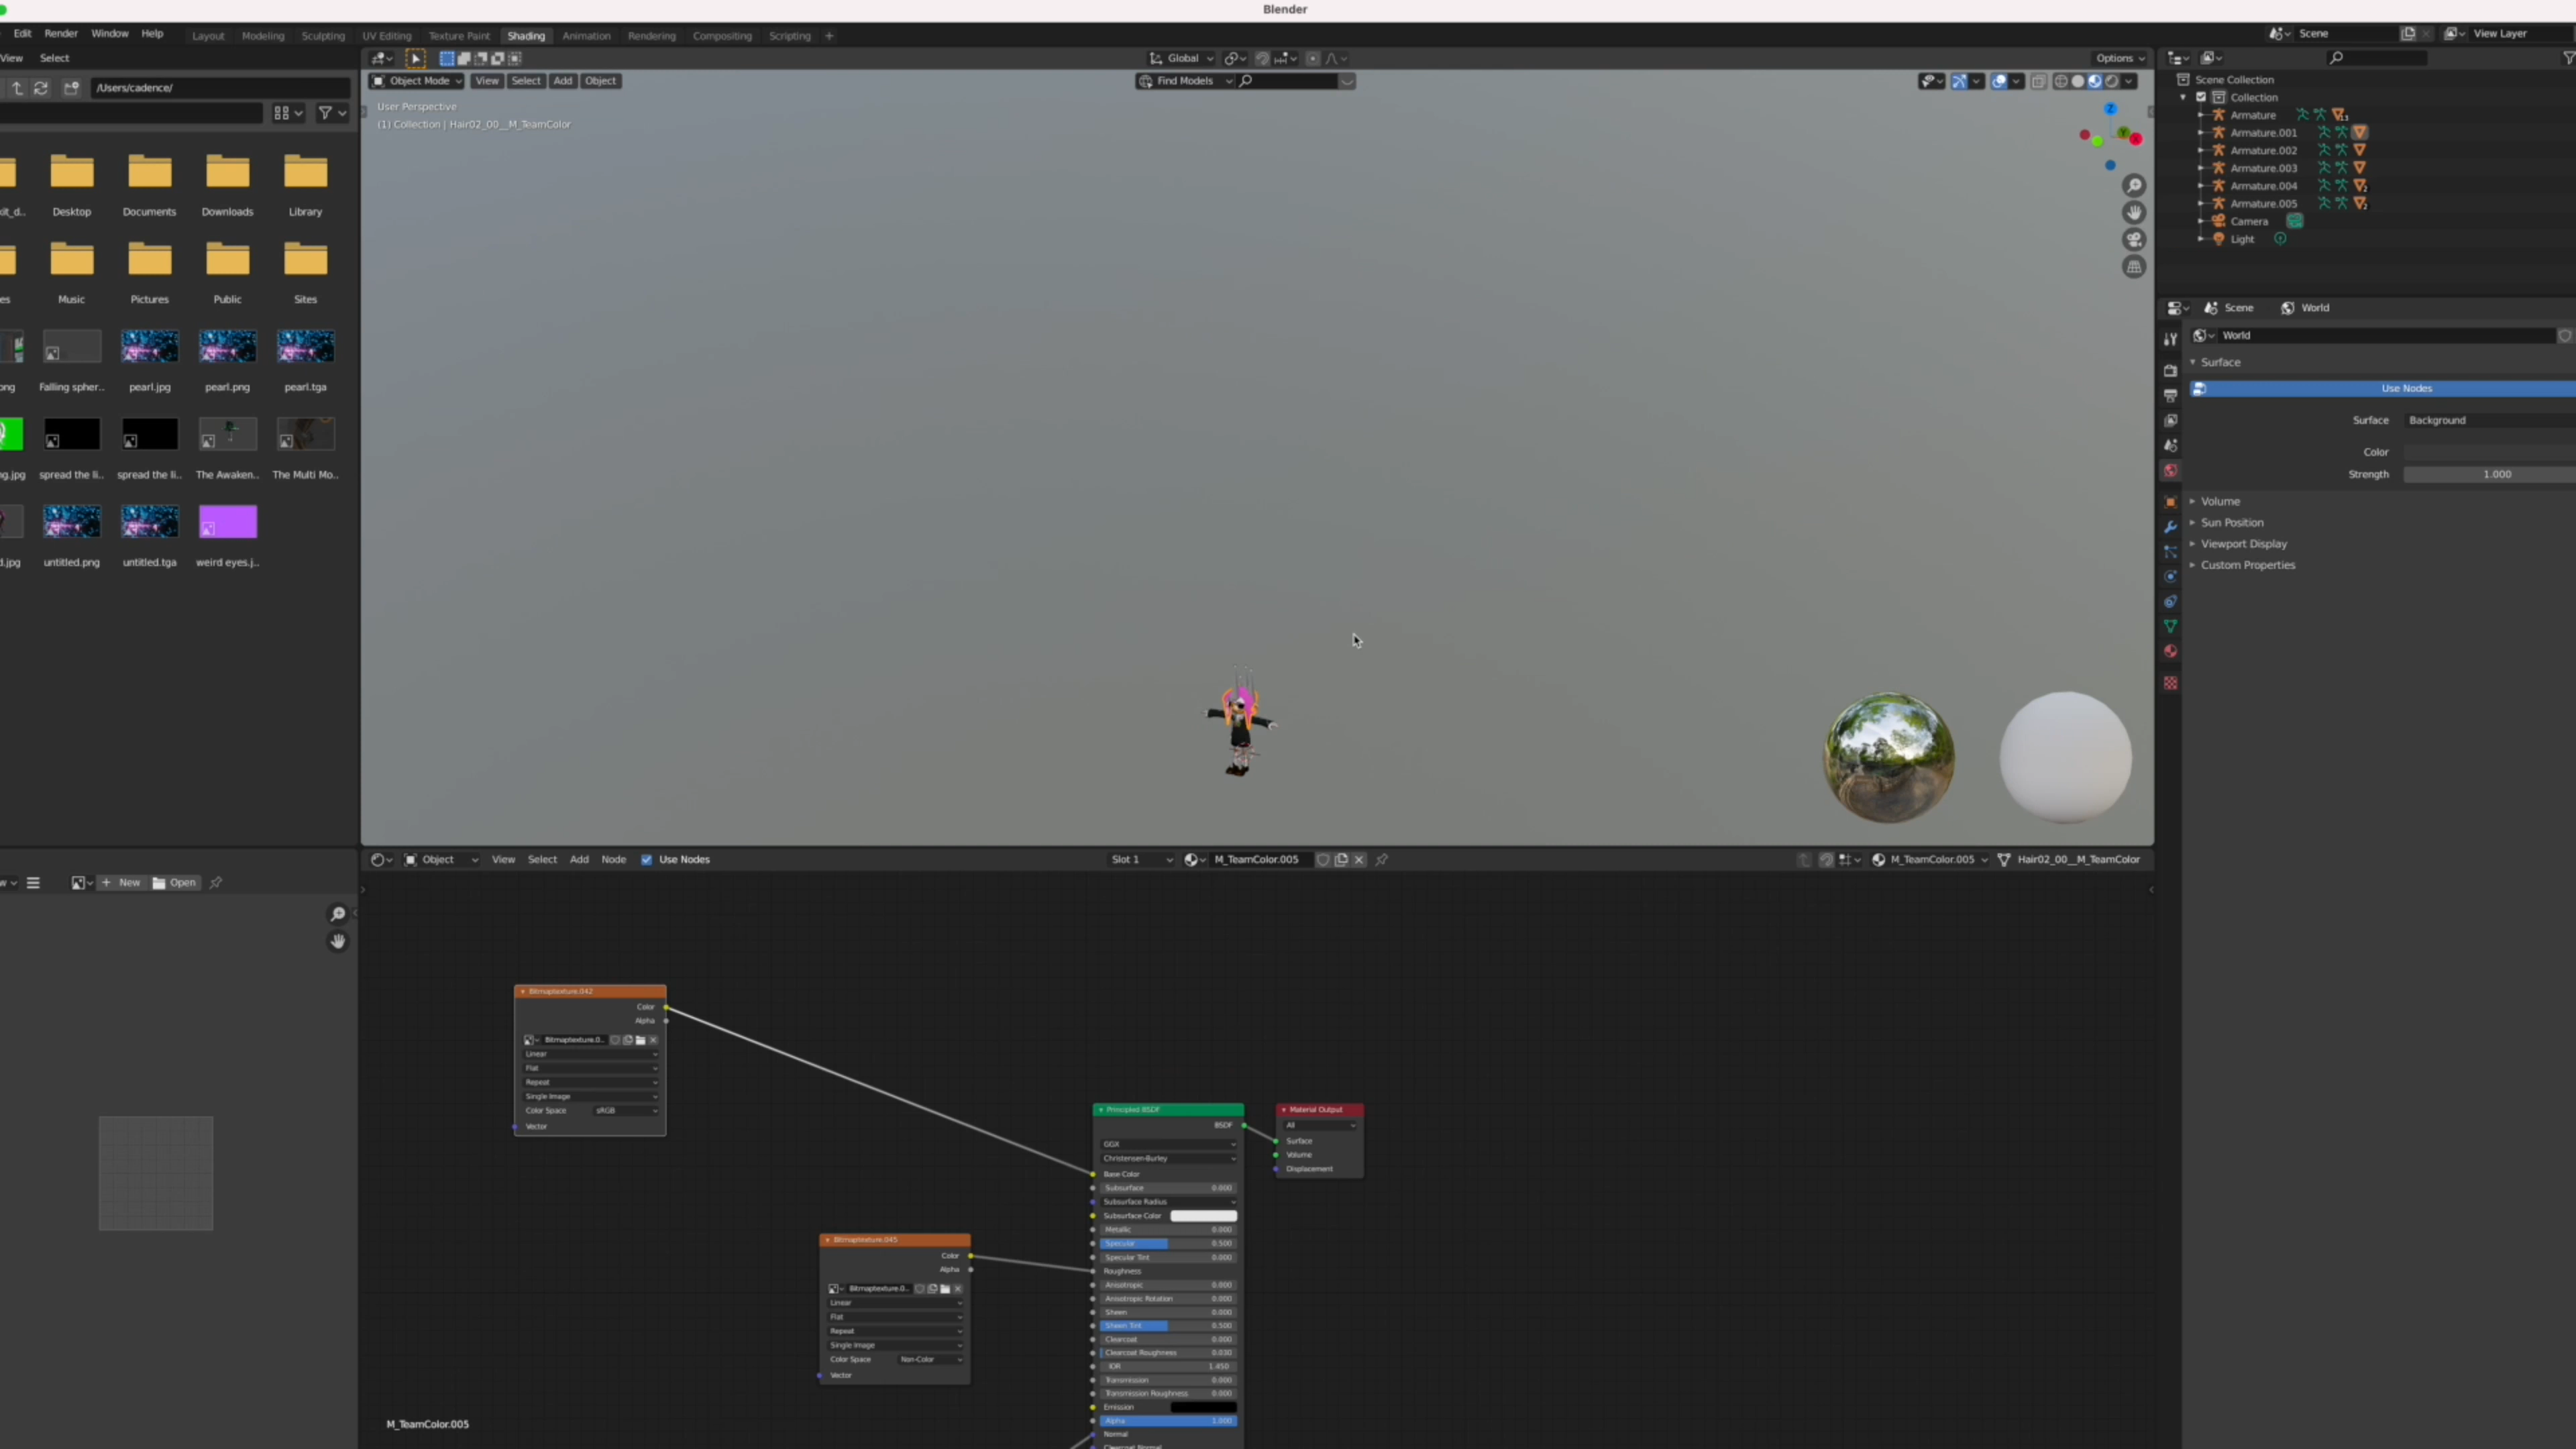 Blender
Edit Render Window Help Layout Modeling Sculpting UV Editing Texture Paint Shading Animation Rendering Compositing Scripting + Scene View Layer
View Select Global Options
/Users/cadence/ Object Mode View Select Add Object Find Models
User Perspective
(1) Collection | Hair02_00__M_TeamColor
Scene Collection
Collection
Armature
Armature.001
Armature.002
Armature.003
Armature.004
Armature.005
Camera
Light
Desktop Documents Downloads Library
Music Pictures Public Sites
Falling spher.. pearl.jpg pearl.png pearl.tga
spread the li.. spread the li.. The Awaken.. The Multi Mo..
untitled.png untitled.tga weird eyes.j..
Scene World
World
Surface
Use Nodes
Surface Background
Color
Strength 1.000
Volume
Sun Position
Viewport Display
Custom Properties
Object View Select Add Node Use Nodes Slot 1 M_TeamColor.005 M_TeamColor.005 Hair02_00__M_TeamColor
New Open
Bitmaptexture.042
Color
Alpha
Bitmaptexture.0..
Linear
Flat
Repeat
Single Image
Color Space sRGB
Vector
Bitmaptexture.045
Color
Alpha
Bitmaptexture.0..
Linear
Flat
Repeat
Single Image
Color Space Non-Color
Vector
Principled BSDF
BSDF
GGX
Christensen-Burley
Base Color
Subsurface 0.000
Subsurface Radius
Subsurface Color
Metallic 0.000
Specular 0.500
Specular Tint 0.000
Roughness
Anisotropic 0.000
Anisotropic Rotation 0.000
Sheen 0.000
Sheen Tint 0.500
Clearcoat 0.000
Clearcoat Roughness 0.030
IOR 1.450
Transmission 0.000
Transmission Roughness 0.000
Emission
Alpha 1.000
Normal
Clearcoat Normal
Material Output
All
Surface
Volume
Displacement
M_TeamColor.005